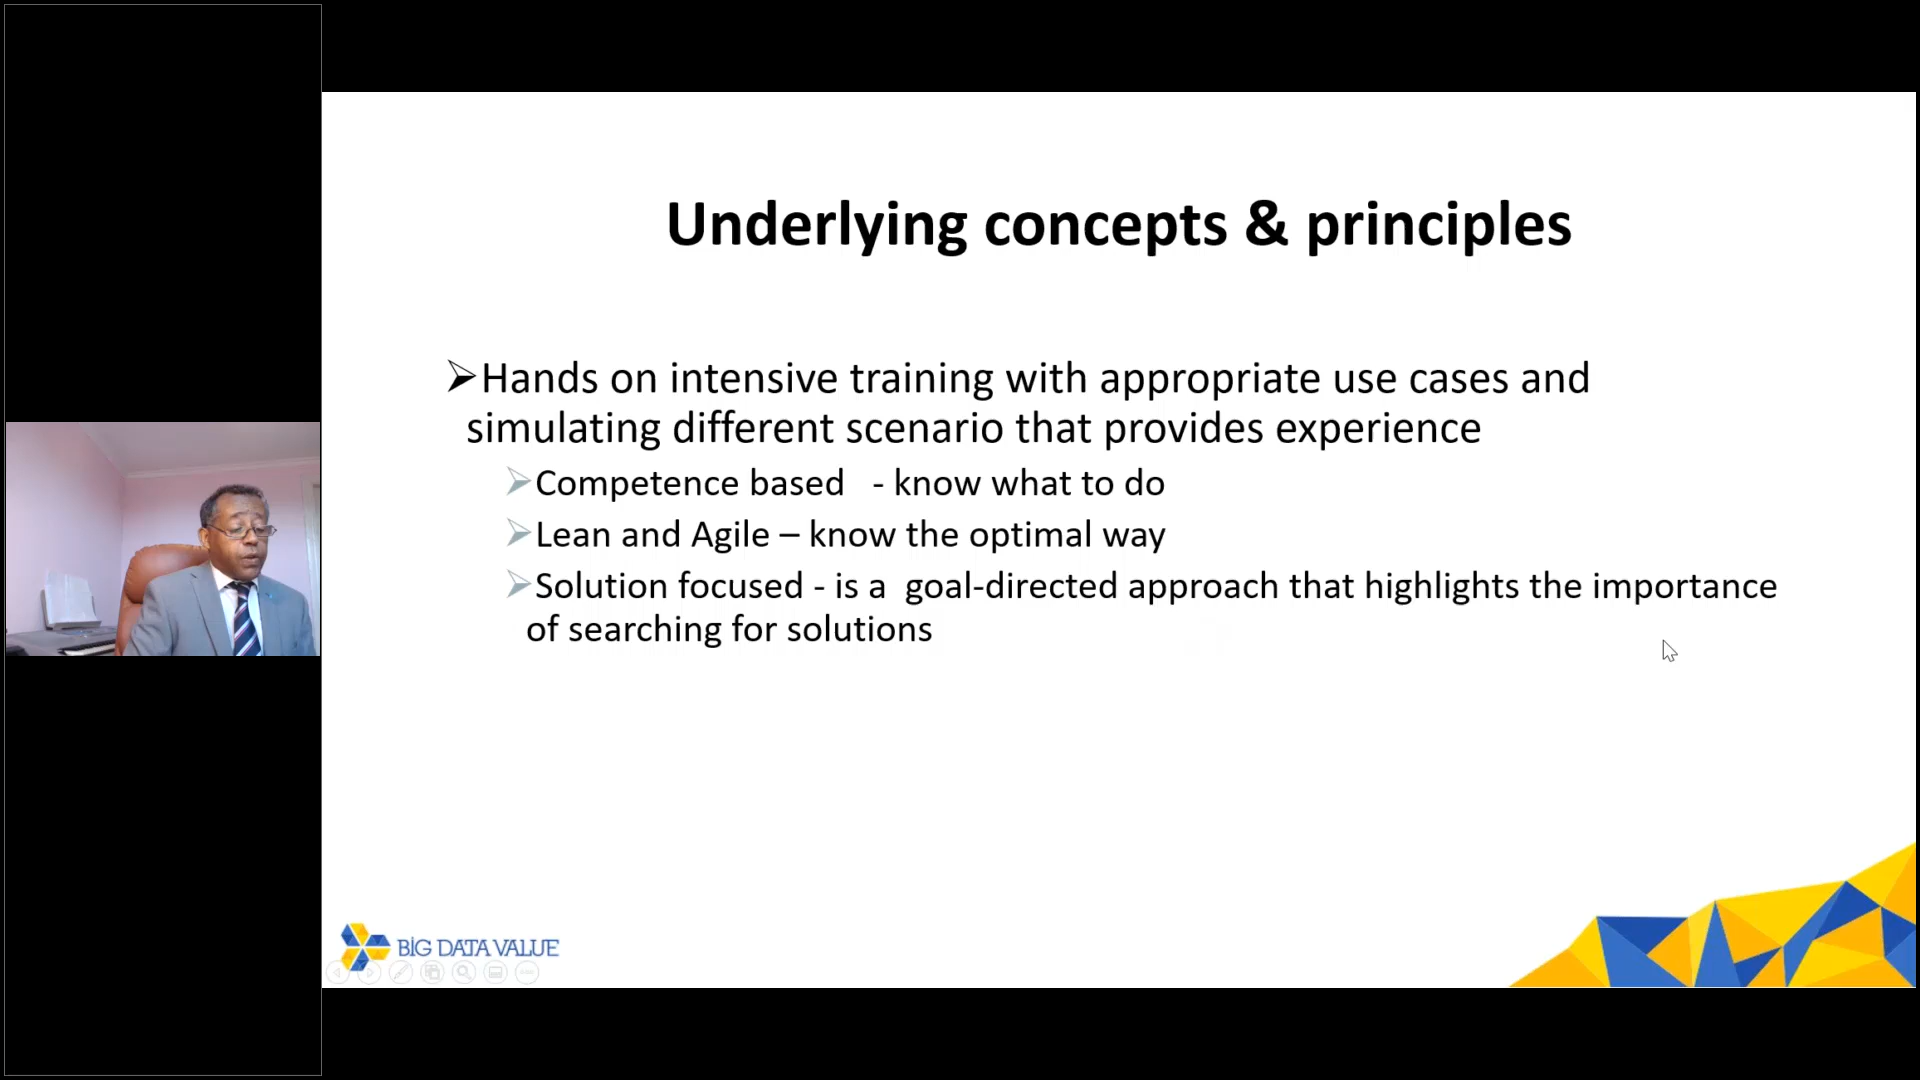 Underlying concepts & principles
➢Hands on intensive training with appropriate use cases and
simulating different scenario that provides experience
➢Competence based - know what to do
➢Lean and Agile – know the optimal way
➢Solution focused - is a goal-directed approach that highlights the importance
of searching for solutions
BIG DATA VALUE